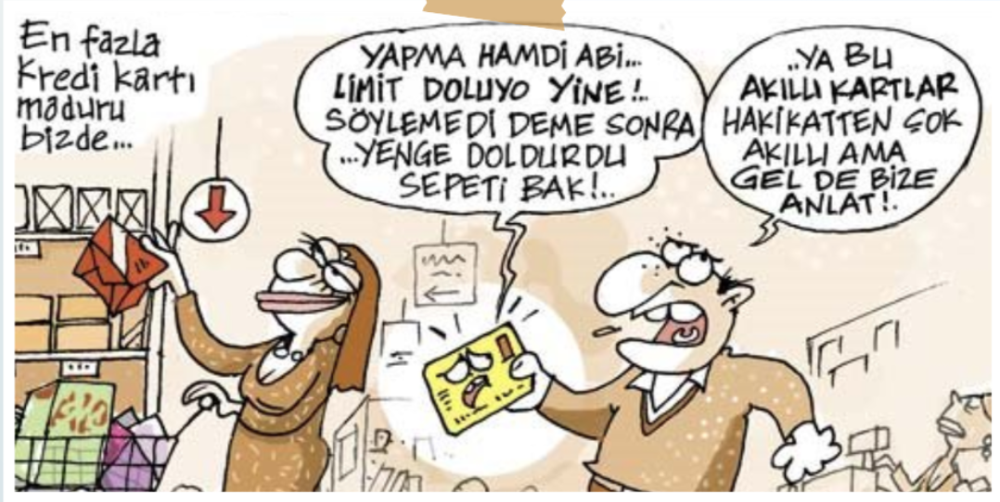 En fazla
kredi kartı
maduru
bizde...
YAPMA HAMDİ ABİ...
LİMİT DOLUYO YİNE!..
SÖYLEMEDİ DEME SONRA
...YENGE DOLDURDU
SEPETİ BAK!..
..YA BU
AKILLI KARTLAR
HAKİKATTEN ÇOK
AKILLI AMA
GEL DE BİZE
ANLAT!.